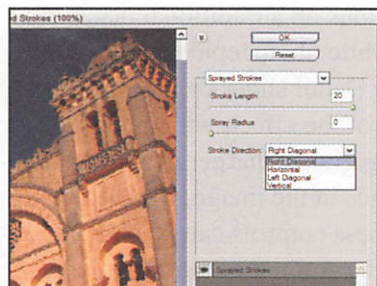 d Strokes (100%)
OK
Reset
Sprayed Strokes
Stroke Length 20
Spray Radius 0
Stroke Direction: Right Diagonal
Right Diagonal
Horizontal
Left Diagonal
Vertical
Sprayed Strokes